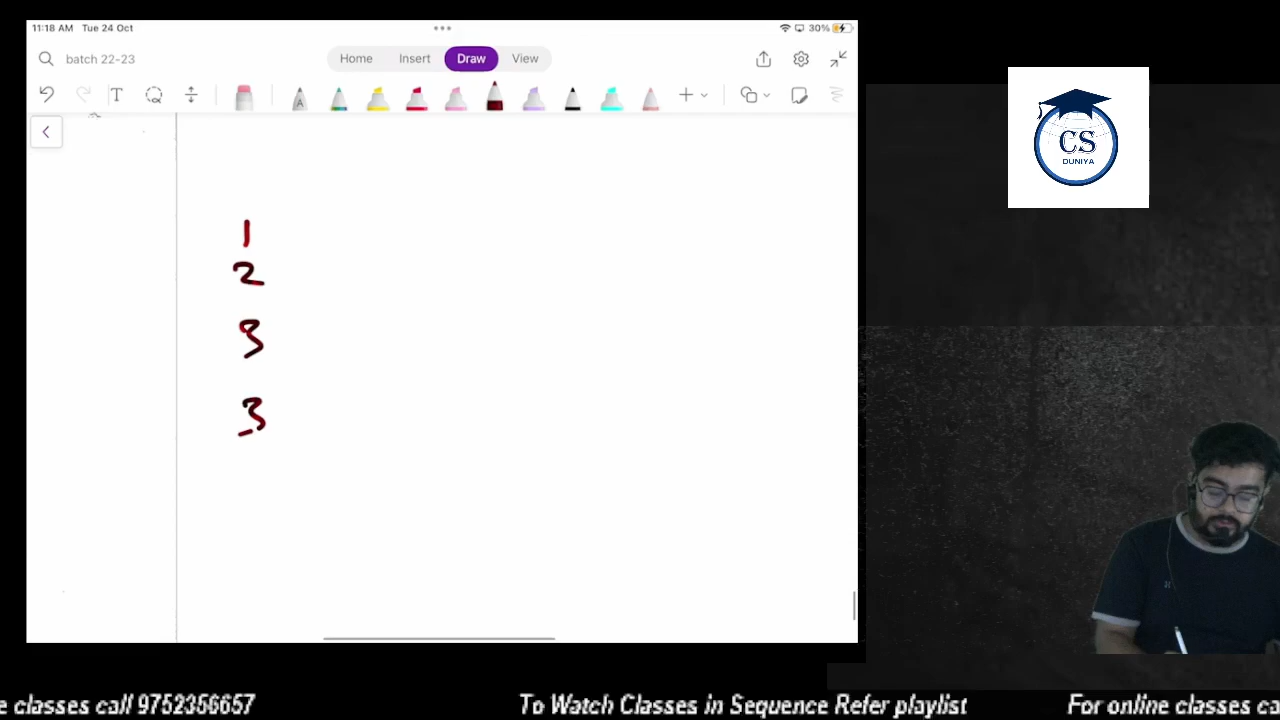 11:18 AM Tue 24 Oct
30%
batch 22-23
Home Insert Draw View
T
A
1
2
3
3
CS
DUNIYA
e classes call 9752356657 To Watch Classes in Sequence Refer playlist For online classes ca